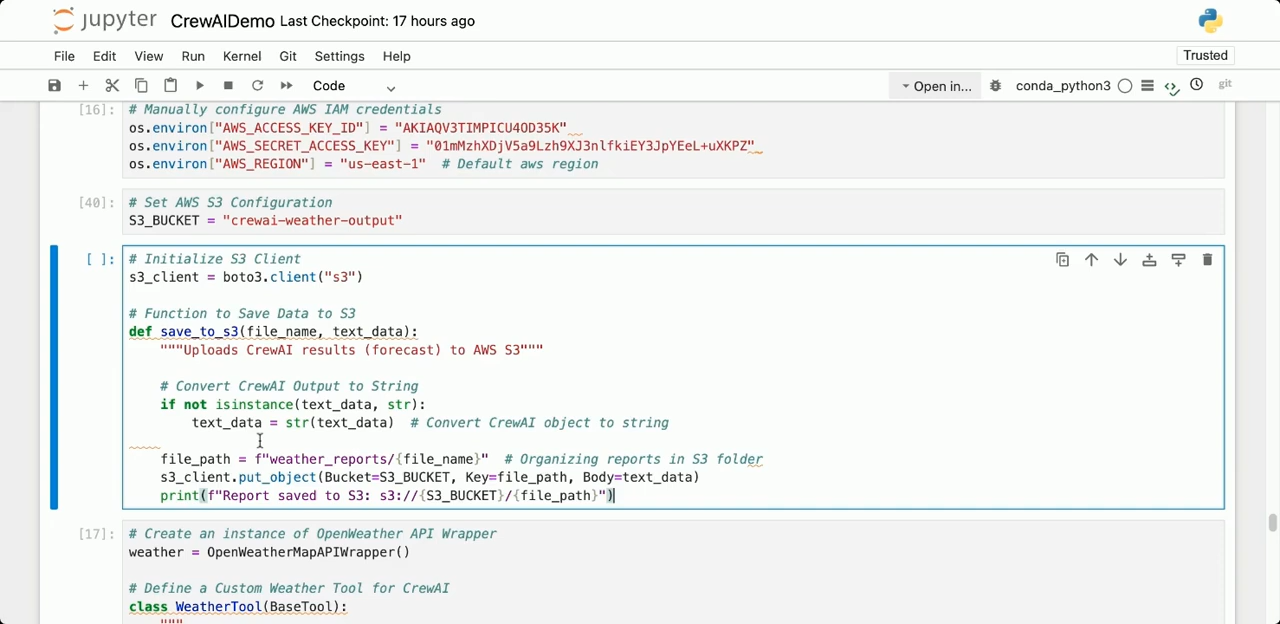 jupyter CrewAIDemo Last Checkpoint: 17 hours ago
File Edit View Run Kernel Git Settings Help Trusted
Code Open in... conda_python3 git
[16]: # Manually configure AWS IAM credentials
os.environ["AWS_ACCESS_KEY_ID"] = "[redacted]"
os.environ["AWS_SECRET_ACCESS_KEY"] = "[redacted]"
os.environ["AWS_REGION"] = "us-east-1" # Default aws region
[40]: # Set AWS S3 Configuration
S3_BUCKET = "crewai-weather-output"
[ ]: # Initialize S3 Client
s3_client = boto3.client("s3")
# Function to Save Data to S3
def save_to_s3(file_name, text_data):
"""Uploads CrewAI results (forecast) to AWS S3"""
# Convert CrewAI Output to String
if not isinstance(text_data, str):
text_data = str(text_data) # Convert CrewAI object to string
file_path = f"weather_reports/{file_name}" # Organizing reports in S3 folder
s3_client.put_object(Bucket=S3_BUCKET, Key=file_path, Body=text_data)
print(f"Report saved to S3: s3://{S3_BUCKET}/{file_path}")
[17]: # Create an instance of OpenWeather API Wrapper
weather = OpenWeatherMapAPIWrapper()
# Define a Custom Weather Tool for CrewAI
class WeatherTool(BaseTool):
"""